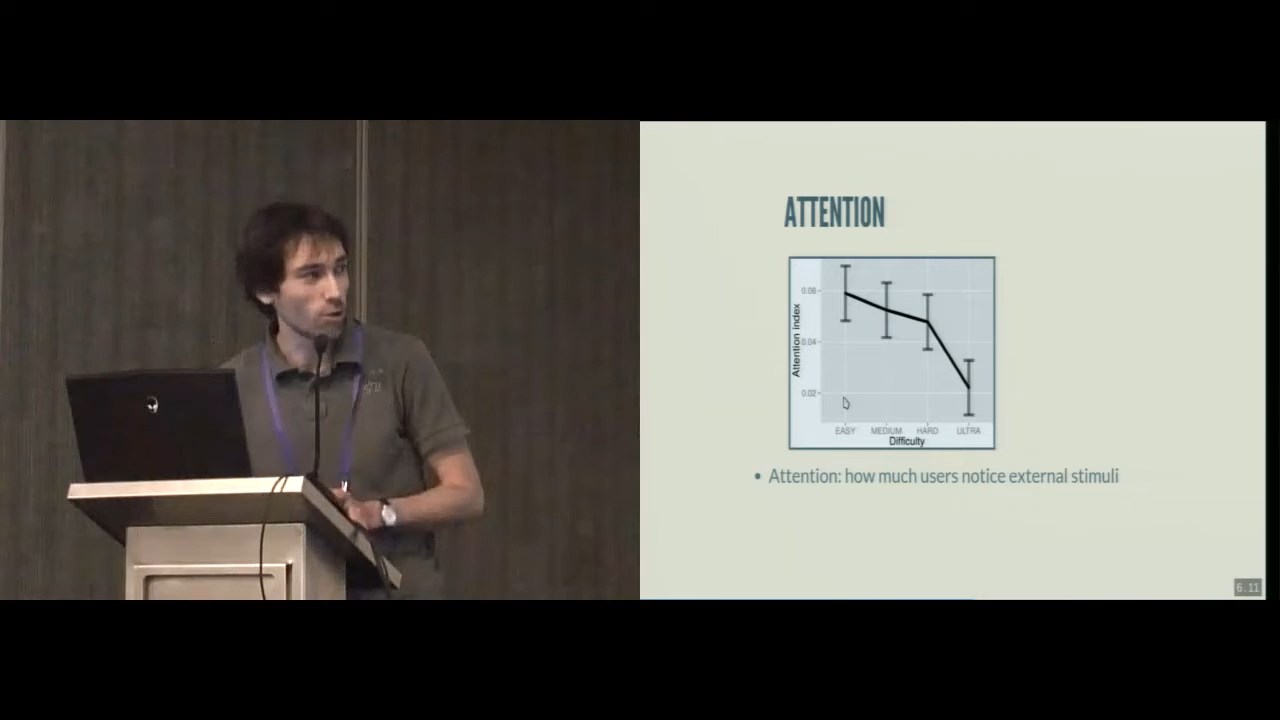 ATTENTION
Attention index
0.06
0.04
0.02
EASY MEDIUM HARD ULTRA
Difficulty
• Attention: how much users notice external stimuli
6.11